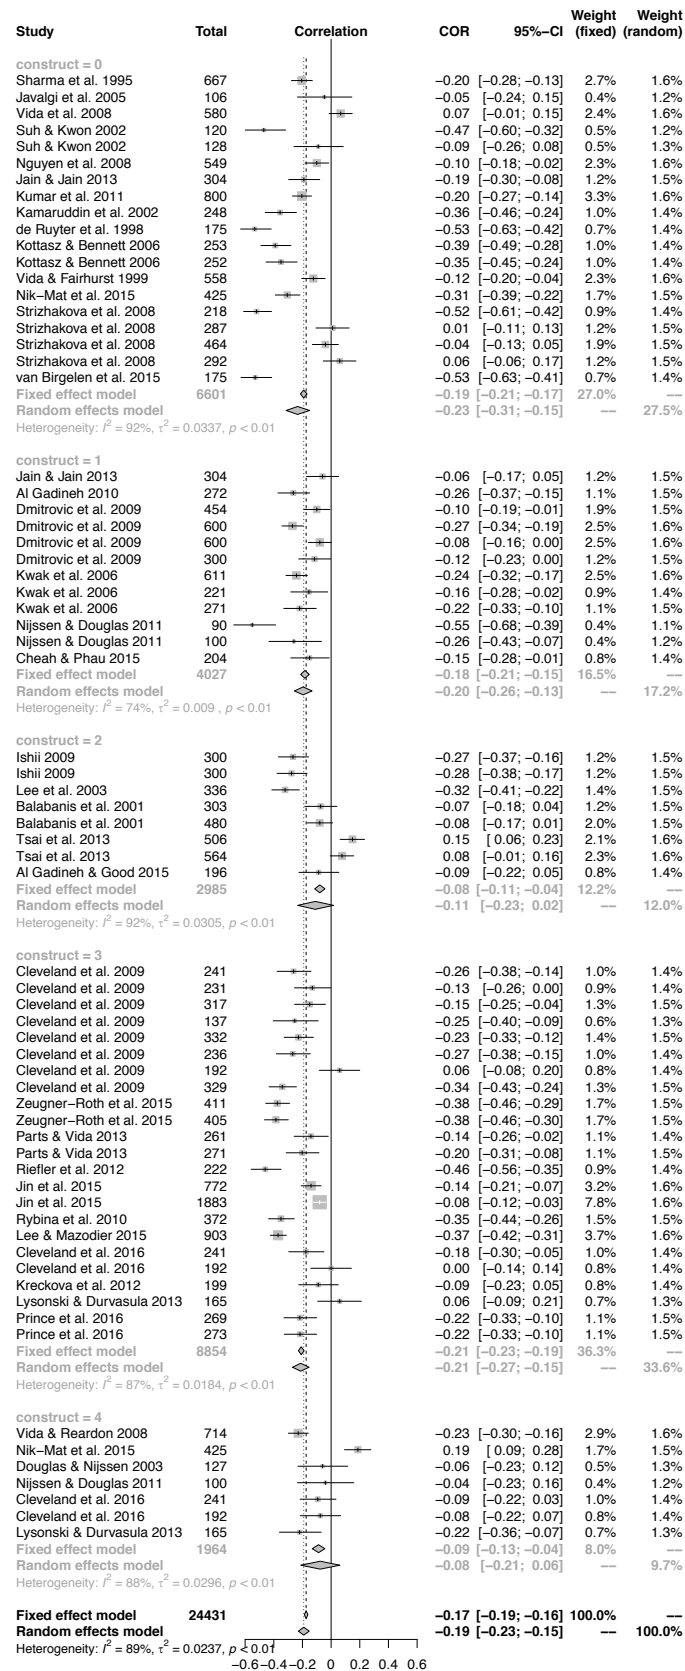 Weight Weight
Study Total Correlation COR 95%−CI (fixed) (random)
construct = 0
Sharma et al. 1995 667 −0.20 [−0.28; −0.13] 2.7% 1.6%
Javalgi et al. 2005 106 −0.05 [−0.24; 0.15] 0.4% 1.2%
Vida et al. 2008 580 0.07 [−0.01; 0.15] 2.4% 1.6%
Suh & Kwon 2002 120 −0.47 [−0.60; −0.32] 0.5% 1.2%
Suh & Kwon 2002 128 −0.09 [−0.26; 0.08] 0.5% 1.3%
Nguyen et al. 2008 549 −0.10 [−0.18; −0.02] 2.3% 1.6%
Jain & Jain 2013 304 −0.19 [−0.30; −0.08] 1.2% 1.5%
Kumar et al. 2011 800 −0.20 [−0.27; −0.14] 3.3% 1.6%
Kamaruddin et al. 2002 248 −0.36 [−0.46; −0.24] 1.0% 1.4%
de Ruyter et al. 1998 175 −0.53 [−0.63; −0.42] 0.7% 1.4%
Kottasz & Bennett 2006 253 −0.39 [−0.49; −0.28] 1.0% 1.4%
Kottasz & Bennett 2006 252 −0.35 [−0.45; −0.24] 1.0% 1.4%
Vida & Fairhurst 1999 558 −0.12 [−0.20; −0.04] 2.3% 1.6%
Nik−Mat et al. 2015 425 −0.31 [−0.39; −0.22] 1.7% 1.5%
Strizhakova et al. 2008 218 −0.52 [−0.61; −0.42] 0.9% 1.4%
Strizhakova et al. 2008 287 0.01 [−0.11; 0.13] 1.2% 1.5%
Strizhakova et al. 2008 464 −0.04 [−0.13; 0.05] 1.9% 1.5%
Strizhakova et al. 2008 292 0.06 [−0.06; 0.17] 1.2% 1.5%
van Birgelen et al. 2015 175 −0.53 [−0.63; −0.41] 0.7% 1.4%
Fixed effect model 6601 −0.19 [−0.21; −0.17] 27.0% −−
Random effects model −0.23 [−0.31; −0.15] −− 27.5%
Heterogeneity: I² = 92%, τ² = 0.0337, p < 0.01
construct = 1
Jain & Jain 2013 304 −0.06 [−0.17; 0.05] 1.2% 1.5%
Al Gadineh 2010 272 −0.26 [−0.37; −0.15] 1.1% 1.5%
Dmitrovic et al. 2009 454 −0.10 [−0.19; −0.01] 1.9% 1.5%
Dmitrovic et al. 2009 600 −0.27 [−0.34; −0.19] 2.5% 1.6%
Dmitrovic et al. 2009 600 −0.08 [−0.16; 0.00] 2.5% 1.6%
Dmitrovic et al. 2009 300 −0.12 [−0.23; 0.00] 1.2% 1.5%
Kwak et al. 2006 611 −0.24 [−0.32; −0.17] 2.5% 1.6%
Kwak et al. 2006 221 −0.16 [−0.28; −0.02] 0.9% 1.4%
Kwak et al. 2006 271 −0.22 [−0.33; −0.10] 1.1% 1.5%
Nijssen & Douglas 2011 90 −0.55 [−0.68; −0.39] 0.4% 1.1%
Nijssen & Douglas 2011 100 −0.26 [−0.43; −0.07] 0.4% 1.2%
Cheah & Phau 2015 204 −0.15 [−0.28; −0.01] 0.8% 1.4%
Fixed effect model 4027 −0.18 [−0.21; −0.15] 16.5% −−
Random effects model −0.20 [−0.26; −0.13] −− 17.2%
Heterogeneity: I² = 74%, τ² = 0.009 , p < 0.01
construct = 2
Ishii 2009 300 −0.27 [−0.37; −0.16] 1.2% 1.5%
Ishii 2009 300 −0.28 [−0.38; −0.17] 1.2% 1.5%
Lee et al. 2003 336 −0.32 [−0.41; −0.22] 1.4% 1.5%
Balabanis et al. 2001 303 −0.07 [−0.18; 0.04] 1.2% 1.5%
Balabanis et al. 2001 480 −0.08 [−0.17; 0.01] 2.0% 1.5%
Tsai et al. 2013 506 0.15 [ 0.06; 0.23] 2.1% 1.6%
Tsai et al. 2013 564 0.08 [−0.01; 0.16] 2.3% 1.6%
Al Gadineh & Good 2015 196 −0.09 [−0.22; 0.05] 0.8% 1.4%
Fixed effect model 2985 −0.08 [−0.11; −0.04] 12.2% −−
Random effects model −0.11 [−0.23; 0.02] −− 12.0%
Heterogeneity: I² = 92%, τ² = 0.0305, p < 0.01
construct = 3
Cleveland et al. 2009 241 −0.26 [−0.38; −0.14] 1.0% 1.4%
Cleveland et al. 2009 231 −0.13 [−0.26; 0.00] 0.9% 1.4%
Cleveland et al. 2009 317 −0.15 [−0.25; −0.04] 1.3% 1.5%
Cleveland et al. 2009 137 −0.25 [−0.40; −0.09] 0.6% 1.3%
Cleveland et al. 2009 332 −0.23 [−0.33; −0.12] 1.4% 1.5%
Cleveland et al. 2009 236 −0.27 [−0.38; −0.15] 1.0% 1.4%
Cleveland et al. 2009 192 0.06 [−0.08; 0.20] 0.8% 1.4%
Cleveland et al. 2009 329 −0.34 [−0.43; −0.24] 1.3% 1.5%
Zeugner−Roth et al. 2015 411 −0.38 [−0.46; −0.29] 1.7% 1.5%
Zeugner−Roth et al. 2015 405 −0.38 [−0.46; −0.30] 1.7% 1.5%
Parts & Vida 2013 261 −0.14 [−0.26; −0.02] 1.1% 1.4%
Parts & Vida 2013 271 −0.20 [−0.31; −0.08] 1.1% 1.5%
Riefler et al. 2012 222 −0.46 [−0.56; −0.35] 0.9% 1.4%
Jin et al. 2015 772 −0.14 [−0.21; −0.07] 3.2% 1.6%
Jin et al. 2015 1883 −0.08 [−0.12; −0.03] 7.8% 1.6%
Rybina et al. 2010 372 −0.35 [−0.44; −0.26] 1.5% 1.5%
Lee & Mazodier 2015 903 −0.37 [−0.42; −0.31] 3.7% 1.6%
Cleveland et al. 2016 241 −0.18 [−0.30; −0.05] 1.0% 1.4%
Cleveland et al. 2016 192 0.00 [−0.14; 0.14] 0.8% 1.4%
Kreckova et al. 2012 199 −0.09 [−0.23; 0.05] 0.8% 1.4%
Lysonski & Durvasula 2013 165 0.06 [−0.09; 0.21] 0.7% 1.3%
Prince et al. 2016 269 −0.22 [−0.33; −0.10] 1.1% 1.5%
Prince et al. 2016 273 −0.22 [−0.33; −0.10] 1.1% 1.5%
Fixed effect model 8854 −0.21 [−0.23; −0.19] 36.3% −−
Random effects model −0.21 [−0.27; −0.15] −− 33.6%
Heterogeneity: I² = 87%, τ² = 0.0184, p < 0.01
construct = 4
Vida & Reardon 2008 714 −0.23 [−0.30; −0.16] 2.9% 1.6%
Nik−Mat et al. 2015 425 0.19 [ 0.09; 0.28] 1.7% 1.5%
Douglas & Nijssen 2003 127 −0.06 [−0.23; 0.12] 0.5% 1.3%
Nijssen & Douglas 2011 100 −0.04 [−0.23; 0.16] 0.4% 1.2%
Cleveland et al. 2016 241 −0.09 [−0.22; 0.03] 1.0% 1.4%
Cleveland et al. 2016 192 −0.08 [−0.22; 0.07] 0.8% 1.4%
Lysonski & Durvasula 2013 165 −0.22 [−0.36; −0.07] 0.7% 1.3%
Fixed effect model 1964 −0.09 [−0.13; −0.04] 8.0% −−
Random effects model −0.08 [−0.21; 0.06] −− 9.7%
Heterogeneity: I² = 88%, τ² = 0.0296, p < 0.01
Fixed effect model 24431 −0.17 [−0.19; −0.16] 100.0% −−
Random effects model −0.19 [−0.23; −0.15] −− 100.0%
Heterogeneity: I² = 89%, τ² = 0.0237, p < 0.01
−0.6 −0.4 −0.2 0 0.2 0.4 0.6